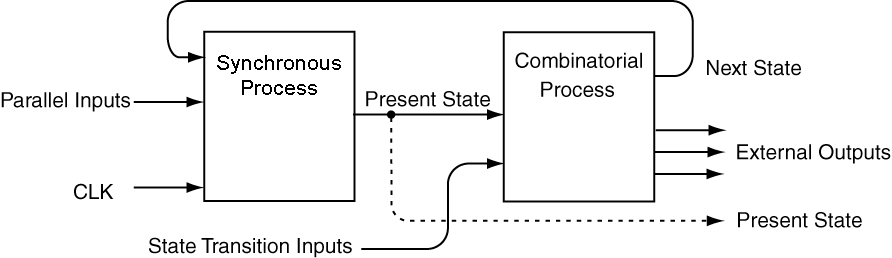 Synchronous
Process
Combinatorial
Process
Next State
Parallel Inputs
Present State
External Outputs
CLK
Present State
State Transition Inputs